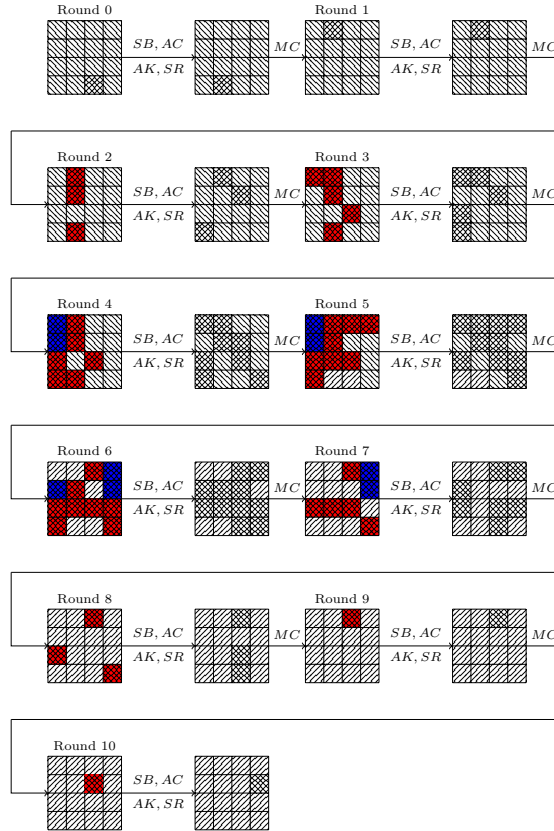 Round 0
Round 1
SB, AC
MC
SB, AC
MC
AK, SR
AK, SR
Round 2
Round 3
SB, AC
MC
SB, AC
MC
AK, SR
AK, SR
Round 4
Round 5
SB, AC
MC
SB, AC
MC
AK, SR
AK, SR
Round 6
Round 7
SB, AC
MC
SB, AC
MC
AK, SR
AK, SR
Round 8
Round 9
SB, AC
MC
SB, AC
MC
AK, SR
AK, SR
Round 10
SB, AC
AK, SR